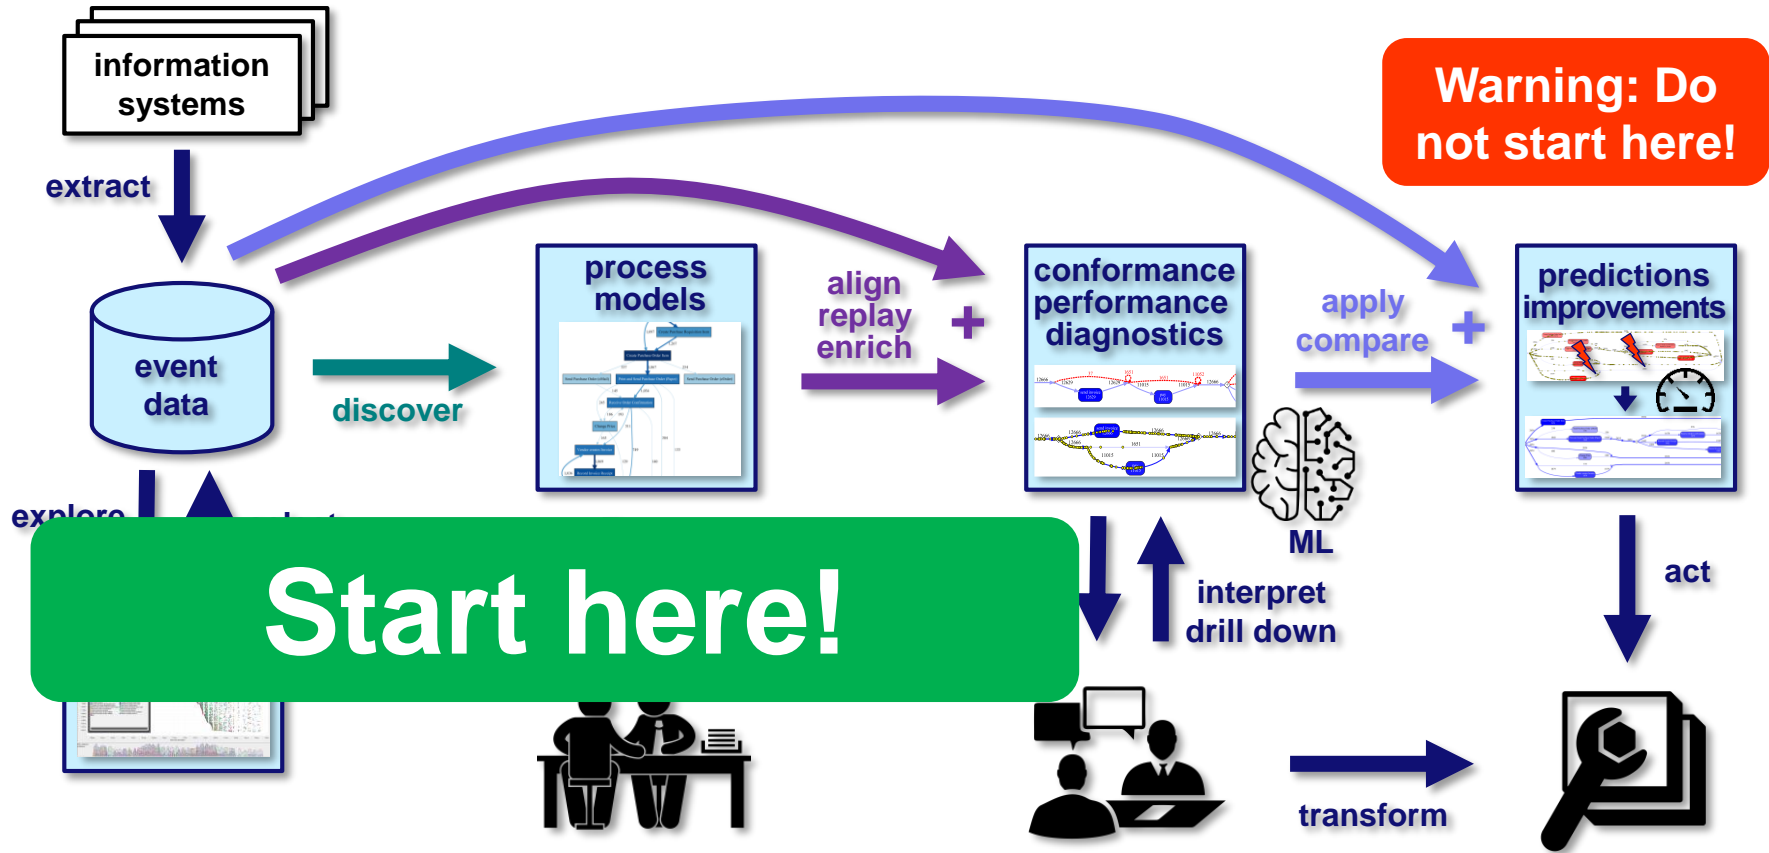 information
systems
Warning: Do
not start here!
extract
process
models
conformance
performance
diagnostics
predictions
improvements
align
replay
enrich
+
apply
compare
+
event
data
discover
explore
ML
Start here!
interpret
drill down
act
transform